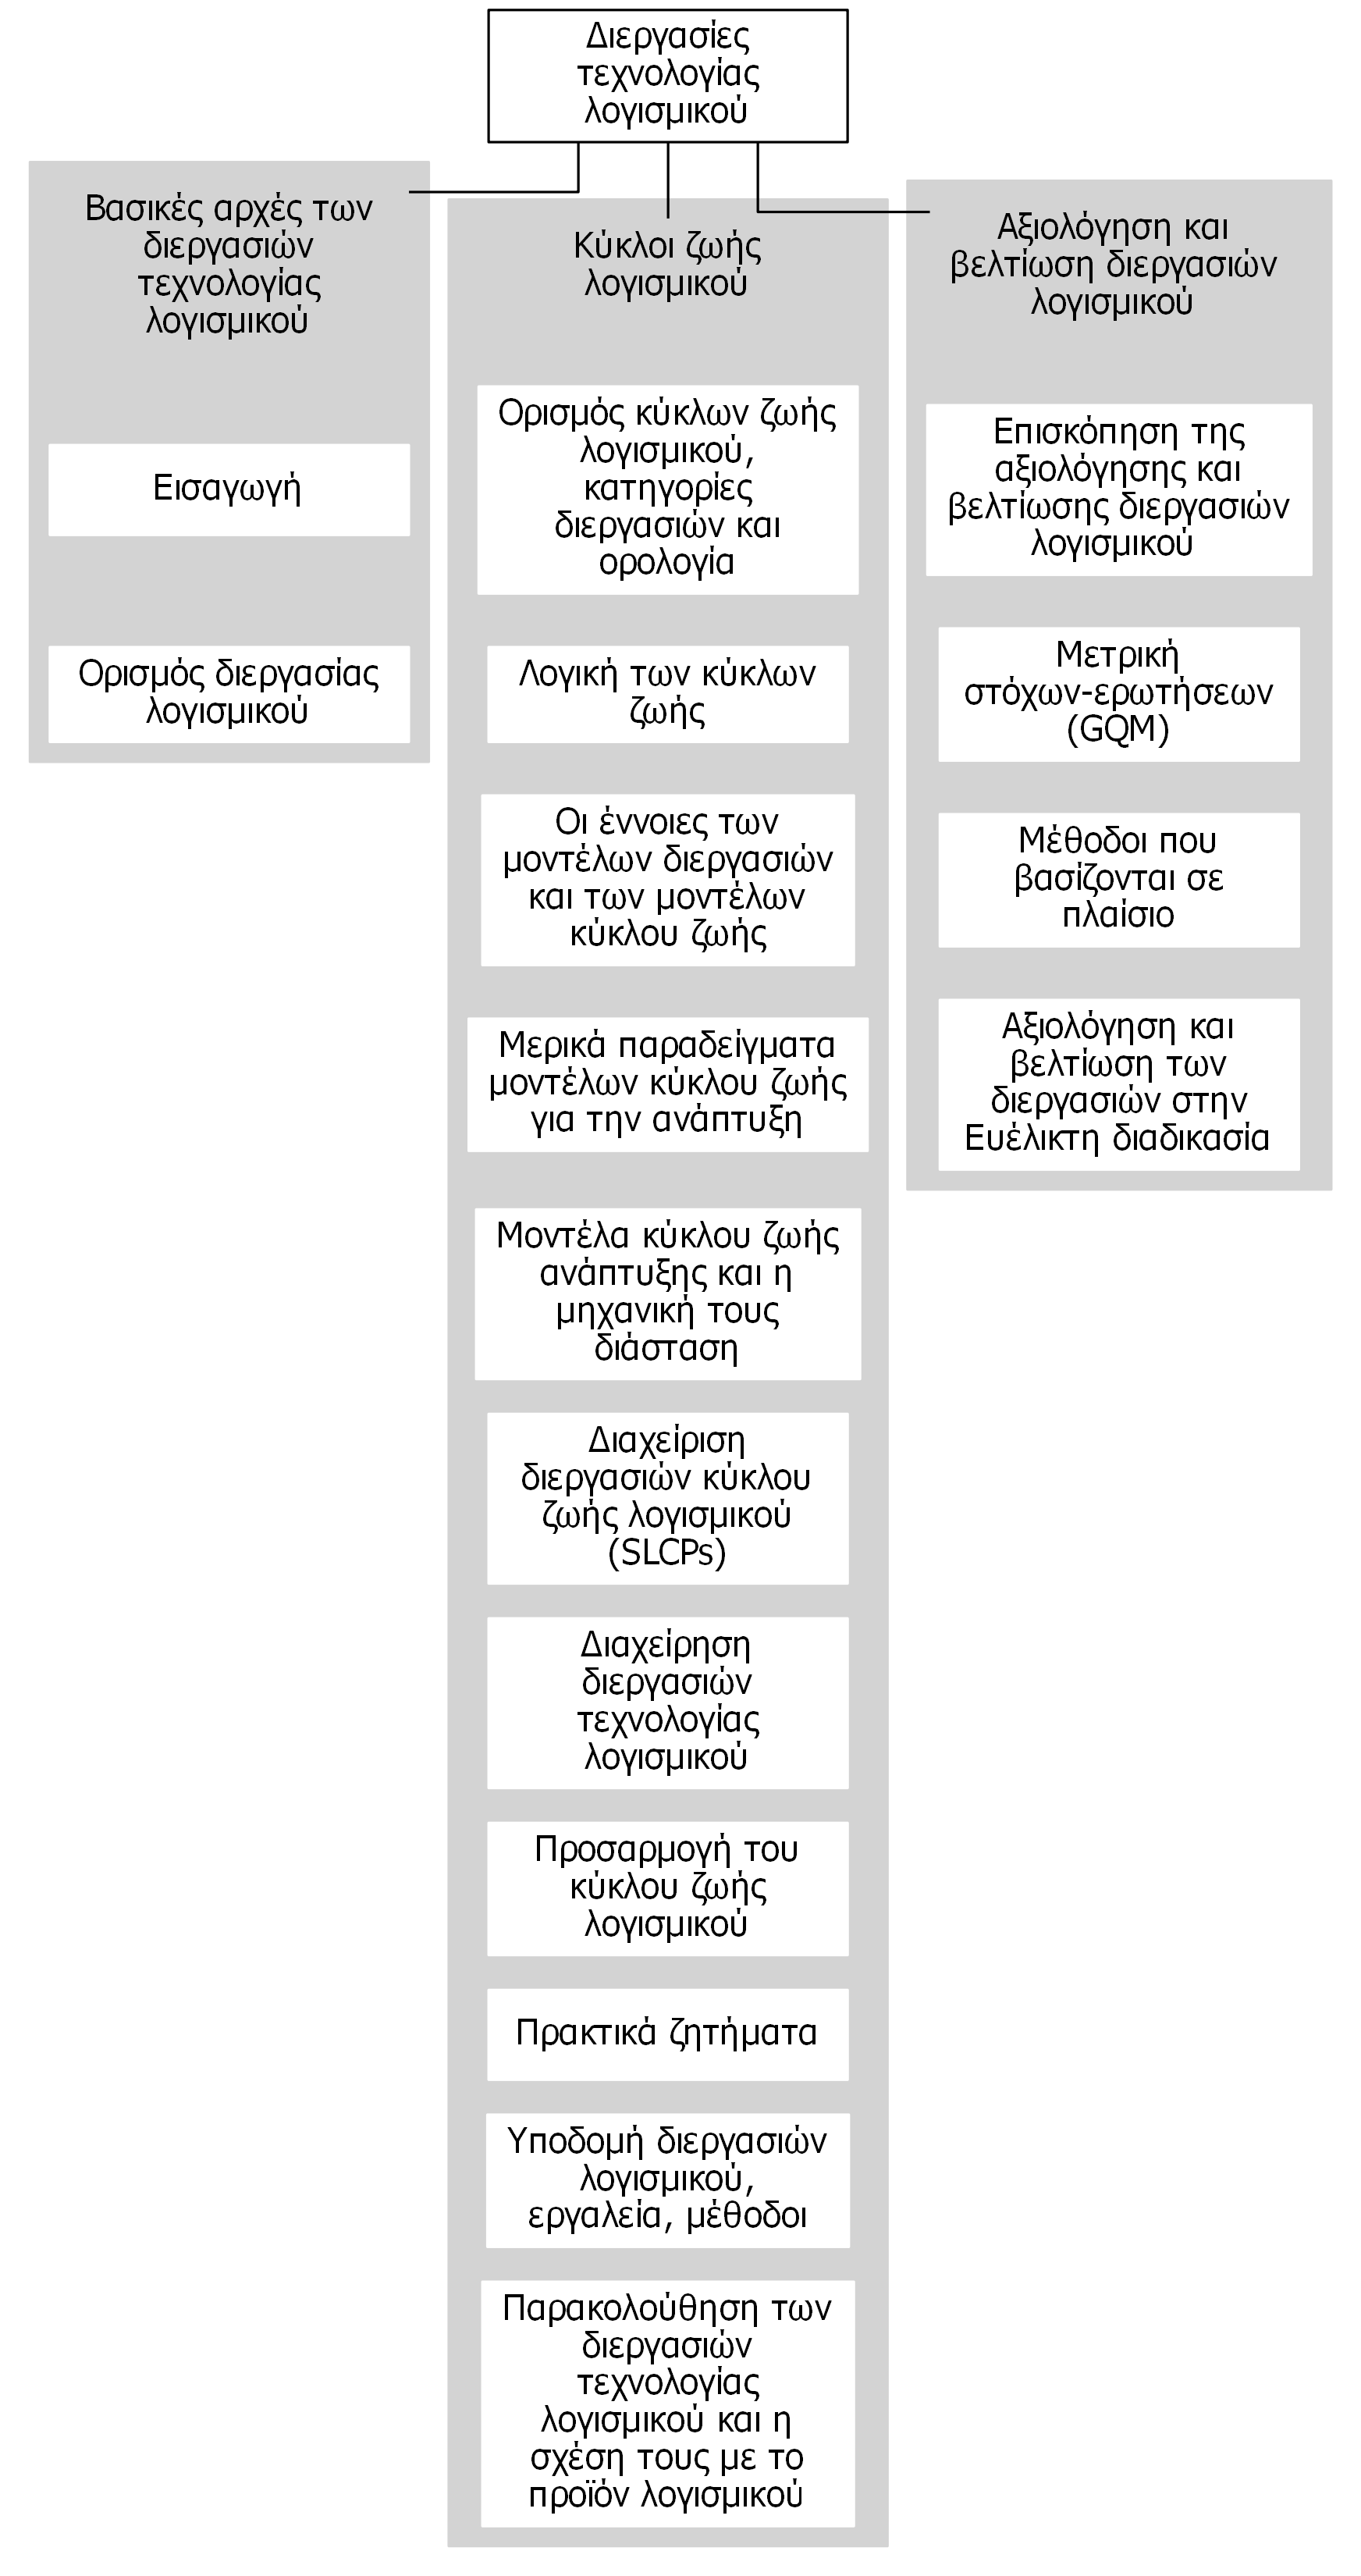 Διεργασίες
τεχνολογίας
λογισμικού
Βασικές αρχές των
διεργασιών
τεχνολογίας
λογισμικού
Εισαγωγή
Ορισμός διεργασίας
λογισμικού
Κύκλοι ζωής
λογισμικού
Ορισμός κύκλων ζωής
λογισμικού,
κατηγορίες
διεργασιών και
ορολογία
Λογική των κύκλων
ζωής
Οι έννοιες των
μοντέλων διεργασιών
και των μοντέλων
κύκλου ζωής
Μερικά παραδείγματα
μοντέλων κύκλου ζωής
για την ανάπτυξη
Μοντέλα κύκλου ζωής
ανάπτυξης και η
μηχανική τους
διάσταση
Διαχείριση
διεργασιών κύκλου
ζωής λογισμικού
(SLCPs)
Διαχείρηση
διεργασιών
τεχνολογίας
λογισμικού
Προσαρμογή του
κύκλου ζωής
λογισμικού
Πρακτικά ζητήματα
Υποδομή διεργασιών
λογισμικού,
εργαλεία, μέθοδοι
Παρακολούθηση των
διεργασιών
τεχνολογίας
λογισμικού και η
σχέση τους με το
προϊόν λογισμικού
Αξιολόγηση και
βελτίωση διεργασιών
λογισμικού
Επισκόπηση της
αξιολόγησης και
βελτίωσης διεργασιών
λογισμικού
Μετρική
στόχων-ερωτήσεων
(GQM)
Μέθοδοι που
βασίζονται σε
πλαίσιο
Αξιολόγηση και
βελτίωση των
διεργασιών στην
Ευέλικτη διαδικασία